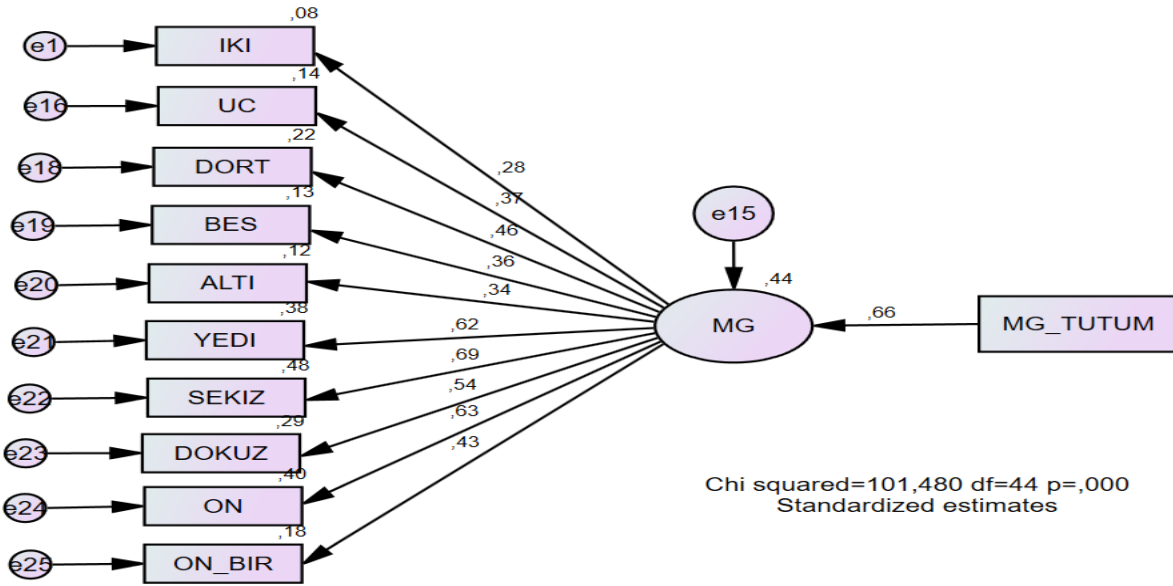 ,08
e1 IKI
,14
e16 UC
,22
e18 DORT
,13
e19 BES
,12
e20 ALTI
,38
e21 YEDI
,48
e22 SEKIZ
,29
e23 DOKUZ
,40
e24 ON
,18
e25 ON_BIR
,28
,37
,46
,36
,34
,62
,69
,54
,63
,43
e15
,44
MG
,66
MG_TUTUM
Chi squared=101,480 df=44 p=,000
Standardized estimates